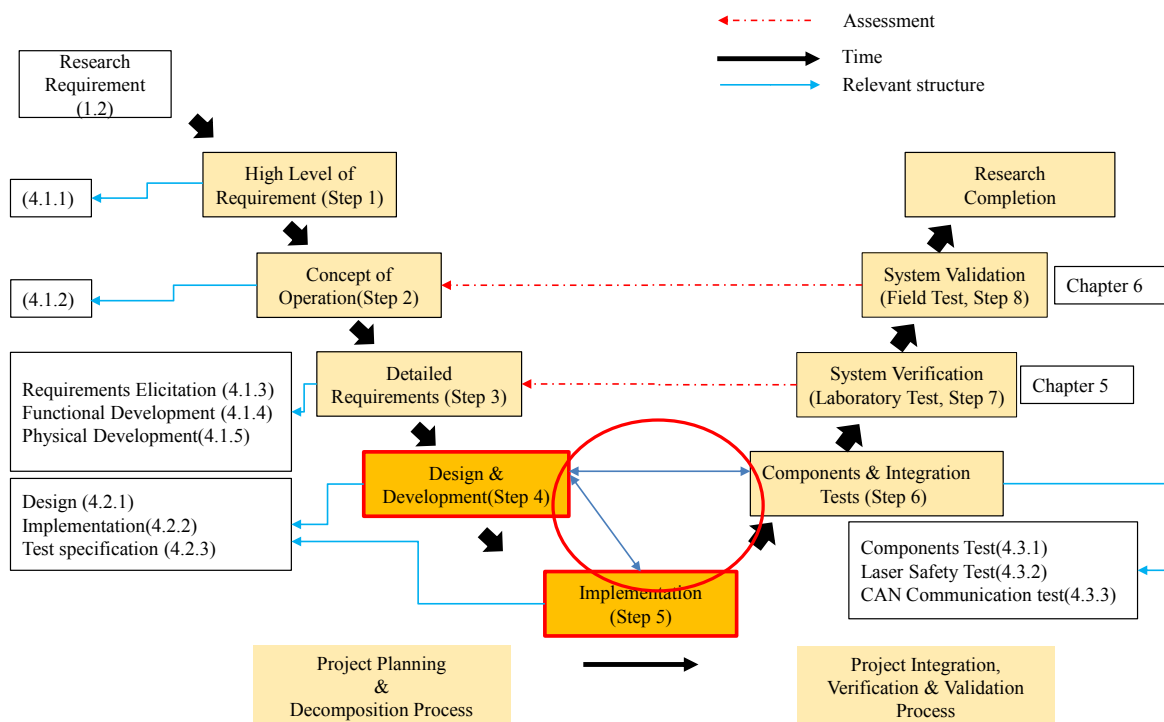 Assessment
Time
Relevant structure
Research
Requirement
(1.2)
High Level of
Requirement (Step 1)
(4.1.1)
Research
Completion
Concept of
Operation(Step 2)
(4.1.2)
System Validation
(Field Test, Step 8)
Chapter 6
Detailed
Requirements (Step 3)
Requirements Elicitation (4.1.3)
Functional Development (4.1.4)
Physical Development(4.1.5)
System Verification
(Laboratory Test, Step 7)
Chapter 5
Design &
Development(Step 4)
Design (4.2.1)
Implementation(4.2.2)
Test specification (4.2.3)
Components & Integration
Tests (Step 6)
Components Test(4.3.1)
Laser Safety Test(4.3.2)
CAN Communication test(4.3.3)
Implementation
(Step 5)
Project Planning
&
Decomposition Process
Project Integration,
Verification & Validation
Process